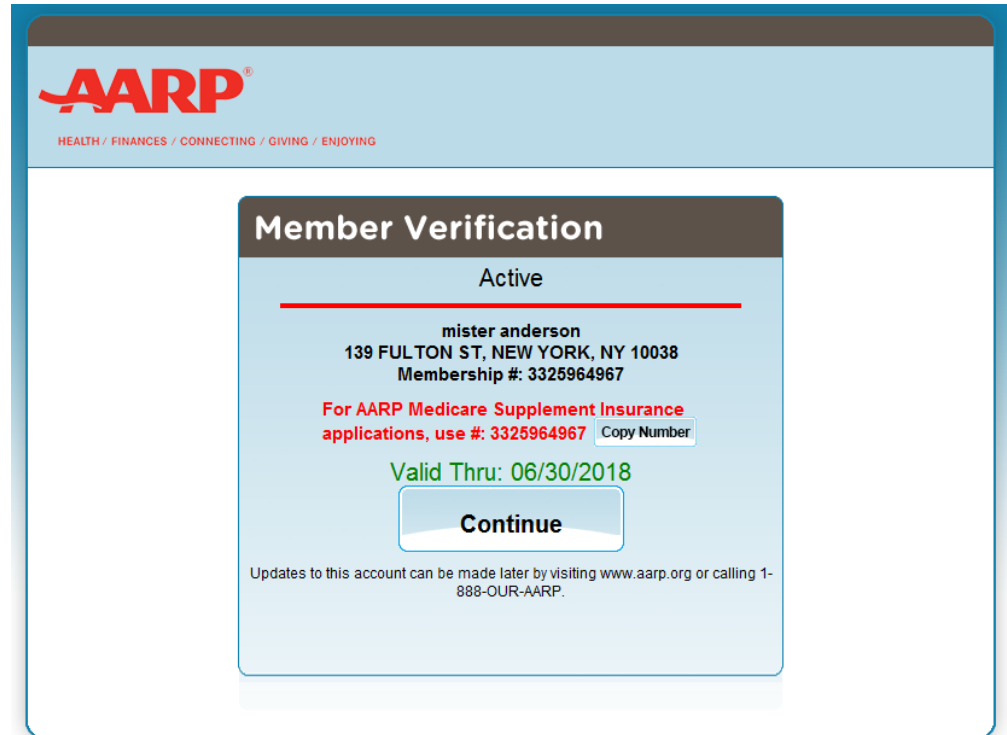 AARP®
HEALTH / FINANCES / CONNECTING / GIVING / ENJOYING
Member Verification
Active
mister anderson
139 FULTON ST, NEW YORK, NY 10038
Membership #: 3325964967
For AARP Medicare Supplement Insurance
applications, use #: 3325964967 Copy Number
Valid Thru: 06/30/2018
Continue
Updates to this account can be made later by visiting www.aarp.org or calling 1-
888-OUR-AARP.